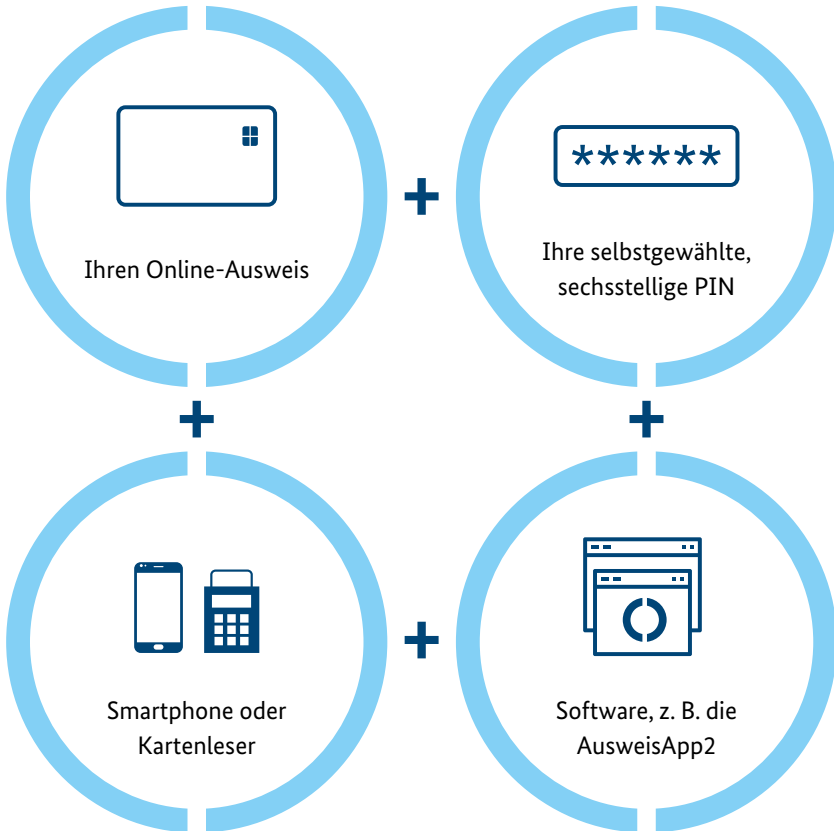 Ihren Online-Ausweis
+
******
Ihre selbstgewählte,
sechsstellige PIN
+
+
Smartphone oder
Kartenleser
+
Software, z. B. die
AusweisApp2